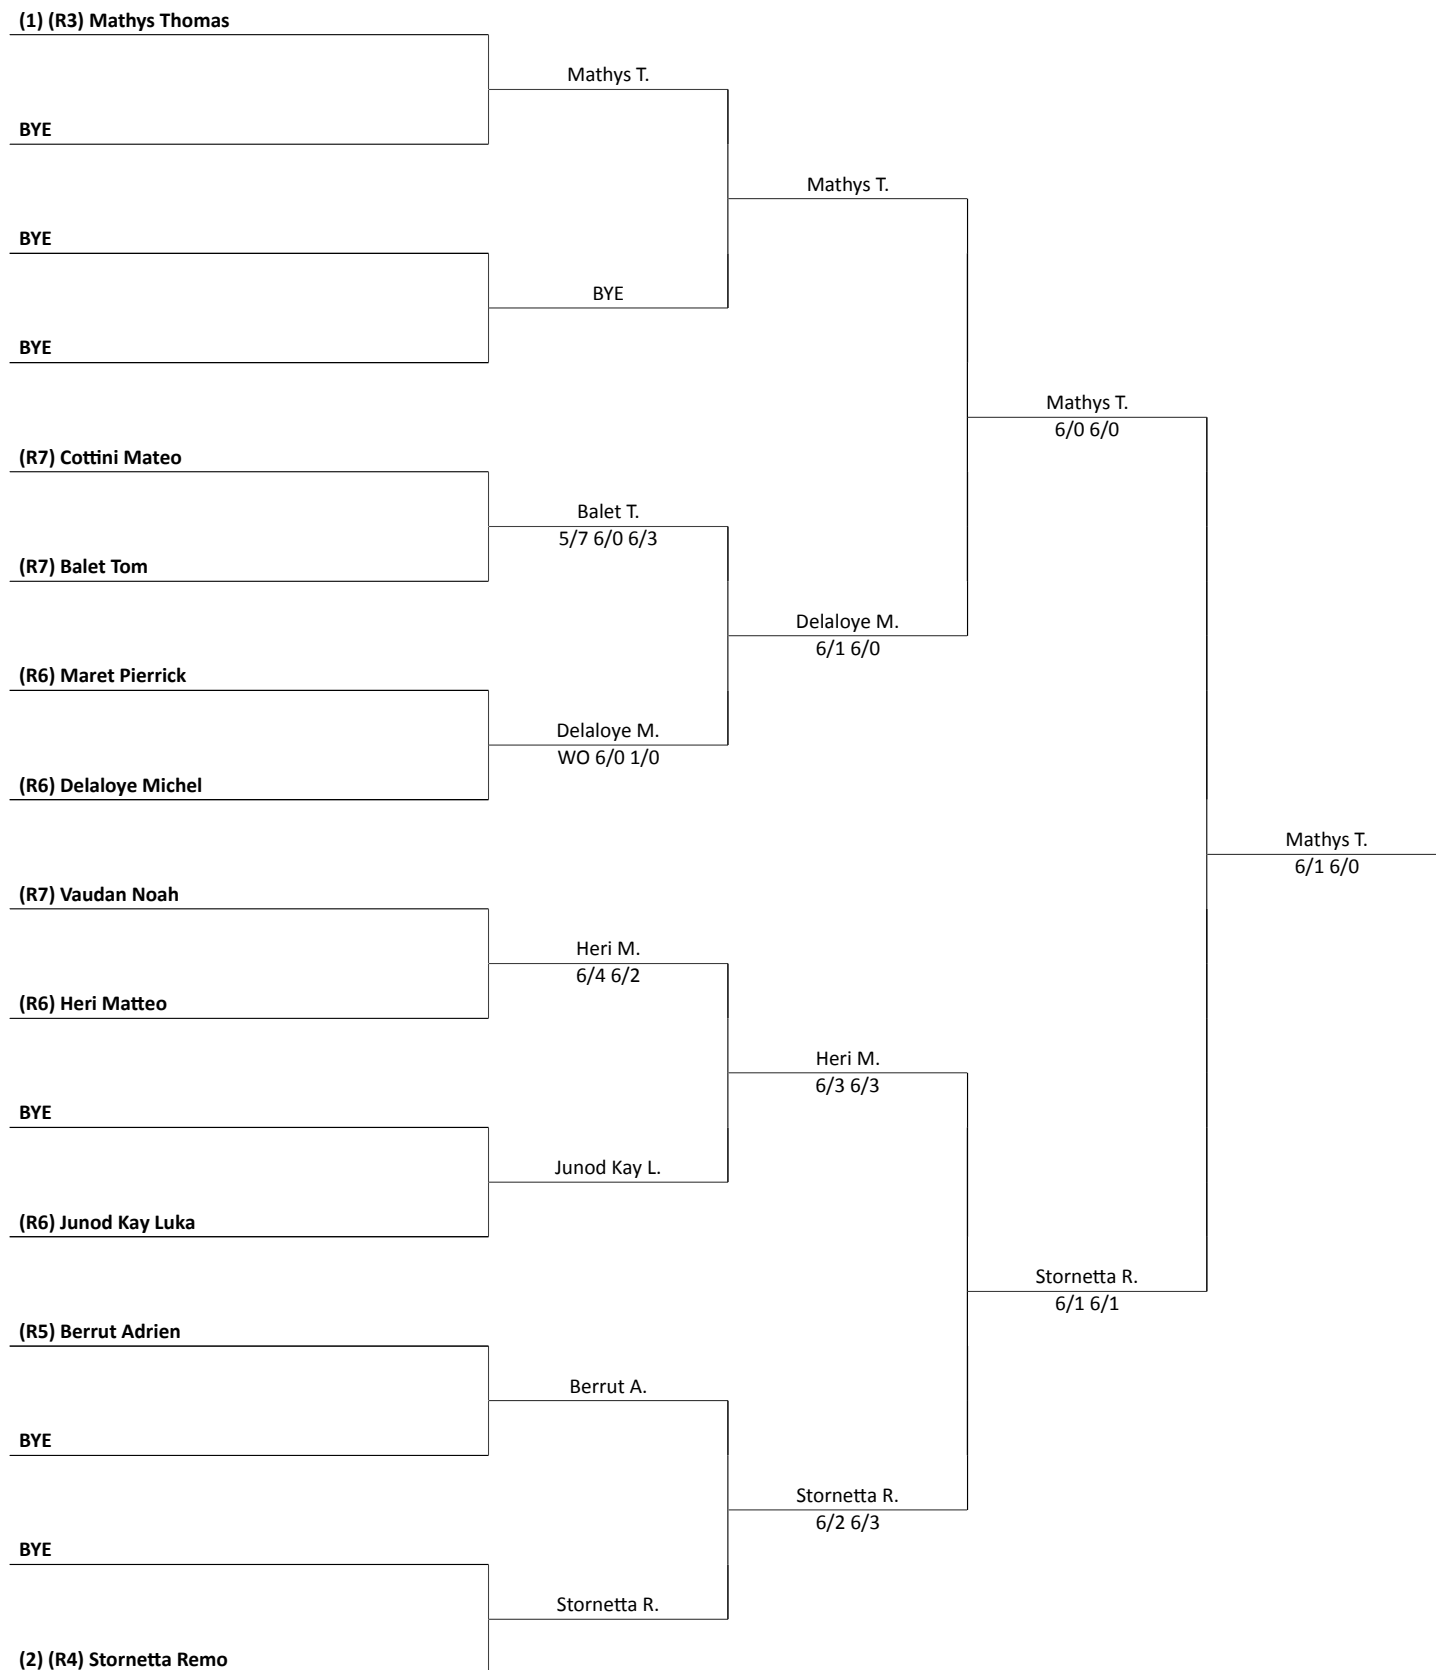 (1) (R3) Mathys Thomas
Mathys T.
BYE
Mathys T.
BYE
BYE
BYE
Mathys T.
6/0 6/0
(R7) Cottini Mateo
Balet T.
5/7 6/0 6/3
(R7) Balet Tom
Delaloye M.
6/1 6/0
(R6) Maret Pierrick
Delaloye M.
WO 6/0 1/0
(R6) Delaloye Michel
Mathys T.
6/1 6/0
(R7) Vaudan Noah
Heri M.
6/4 6/2
(R6) Heri Matteo
Heri M.
6/3 6/3
BYE
Junod Kay L.
(R6) Junod Kay Luka
Stornetta R.
6/1 6/1
(R5) Berrut Adrien
Berrut A.
BYE
Stornetta R.
6/2 6/3
BYE
Stornetta R.
(2) (R4) Stornetta Remo